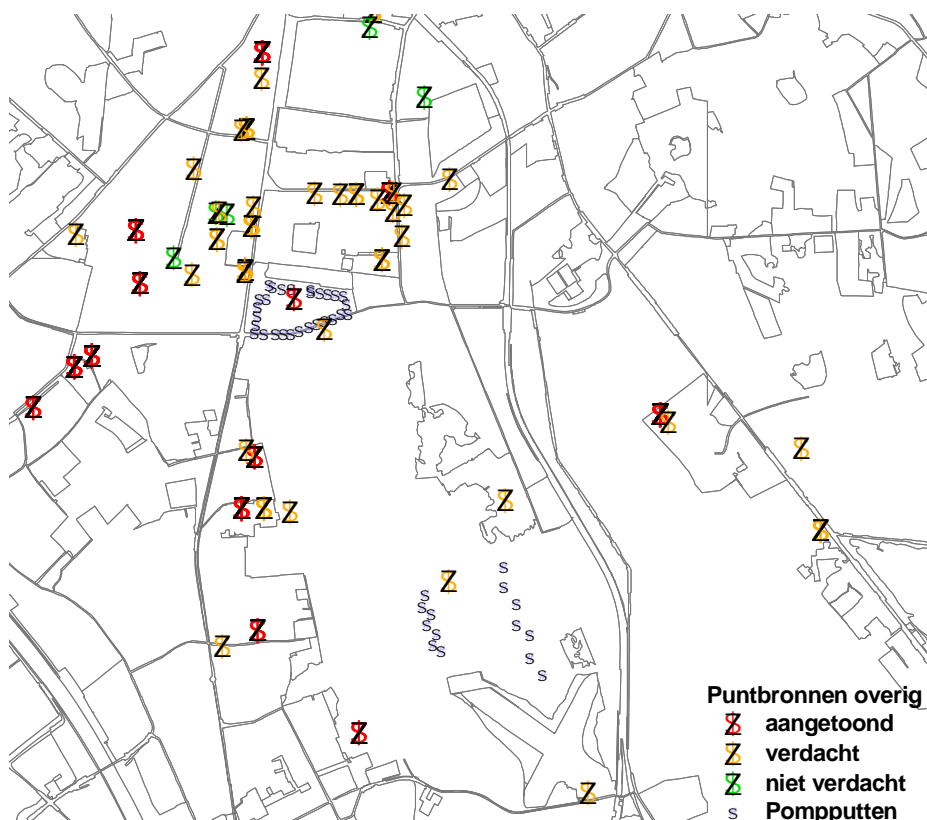 Puntbronnen overig
aangetoond
verdacht
niet verdacht
Pompputten